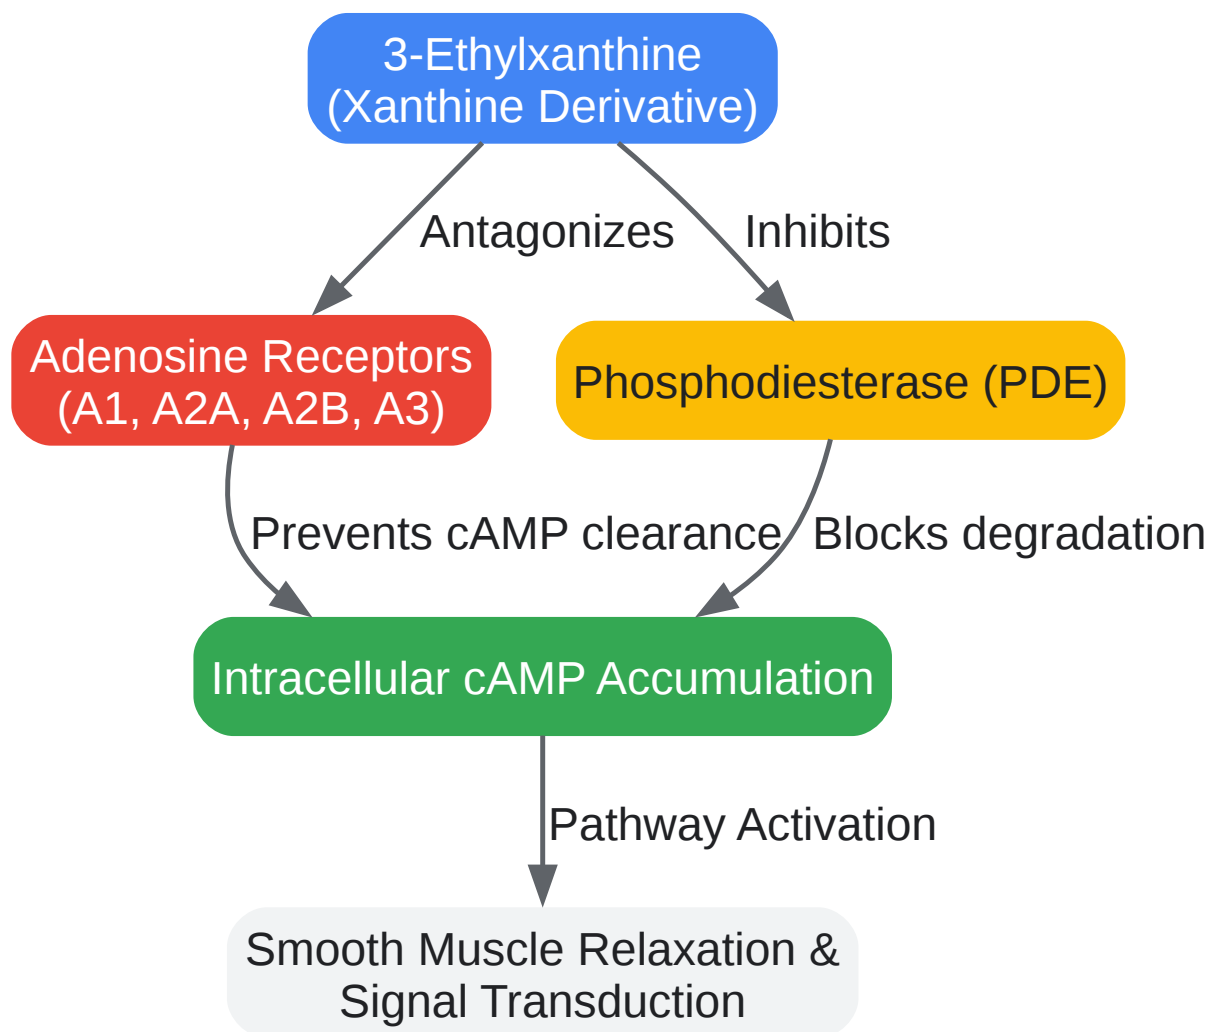 3-Ethylxanthine
(Xanthine Derivative)
Antagonizes
Inhibits
Adenosine Receptors
(A1, A2A, A2B, A3)
Phosphodiesterase (PDE)
Prevents cAMP clearance
Blocks degradation
Intracellular cAMP Accumulation
Pathway Activation
Smooth Muscle Relaxation &
Signal Transduction